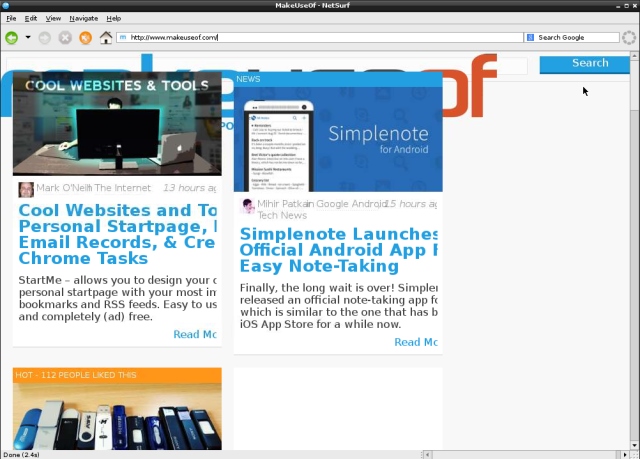 MakeUseOf - NetSurf
File Edit View Navigate Help
http://www.makeuseof.com/
Search Google
makeuseof
Search
COOL WEBSITES & TOOLS
Mark O'Neill
In The Internet
13 hours ag
Cool Websites and To
Personal Startpage,
Email Records, & Cre
Chrome Tasks
StartMe – allows you to design your
personal startpage with your most im
bookmarks and RSS feeds. Easy to us
and completely (ad) free.
Read Mo
NEWS
Simplenote
for Android
Mihir Patkar
in Google Android,
15 hours ag
Tech News
Simplenote Launches
Official Android App F
Easy Note-Taking
Finally, the long wait is over! Simplen
released an official note-taking app fo
which is similar to the one that has b
iOS App Store for a while now.
Read Mo
HOT - 112 PEOPLE LIKED THIS
Done (2.4s)